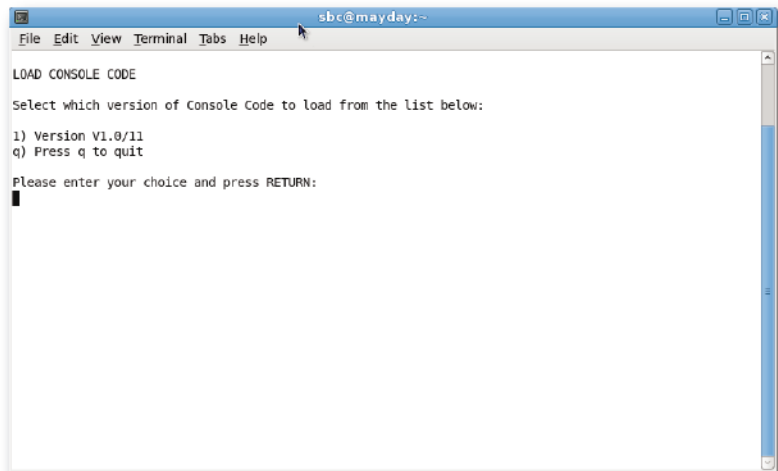 sbc@mayday:~
File Edit View Terminal Tabs Help
LOAD CONSOLE CODE
Select which version of Console Code to load from the list below:
1) Version V1.0/11
q) Press q to quit
Please enter your choice and press RETURN: